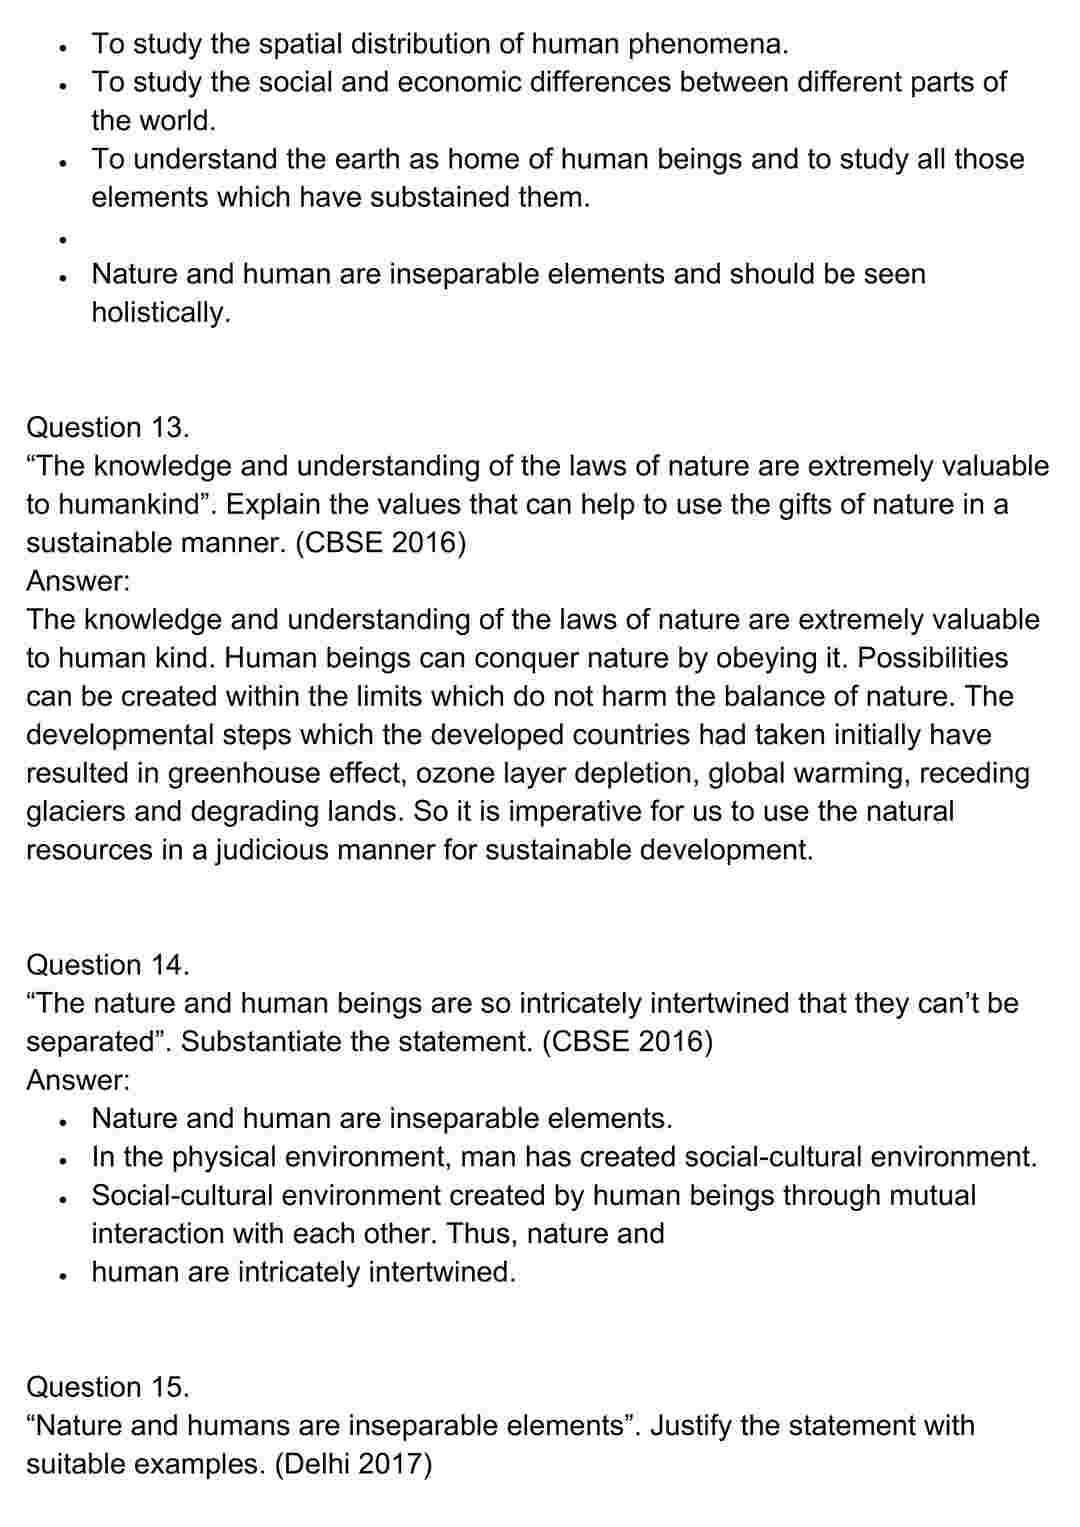 • To study the spatial distribution of human phenomena.
• To study the social and economic differences between different parts of
the world.
• To understand the earth as home of human beings and to study all those
elements which have substained them.
•
• Nature and human are inseparable elements and should be seen
holistically.
Question 13.
“The knowledge and understanding of the laws of nature are extremely valuable
to humankind”. Explain the values that can help to use the gifts of nature in a
sustainable manner. (CBSE 2016)
Answer:
The knowledge and understanding of the laws of nature are extremely valuable
to human kind. Human beings can conquer nature by obeying it. Possibilities
can be created within the limits which do not harm the balance of nature. The
developmental steps which the developed countries had taken initially have
resulted in greenhouse effect, ozone layer depletion, global warming, receding
glaciers and degrading lands. So it is imperative for us to use the natural
resources in a judicious manner for sustainable development.
Question 14.
“The nature and human beings are so intricately intertwined that they can’t be
separated”. Substantiate the statement. (CBSE 2016)
Answer:
• Nature and human are inseparable elements.
• In the physical environment, man has created social-cultural environment.
• Social-cultural environment created by human beings through mutual
interaction with each other. Thus, nature and
• human are intricately intertwined.
Question 15.
“Nature and humans are inseparable elements”. Justify the statement with
suitable examples. (Delhi 2017)